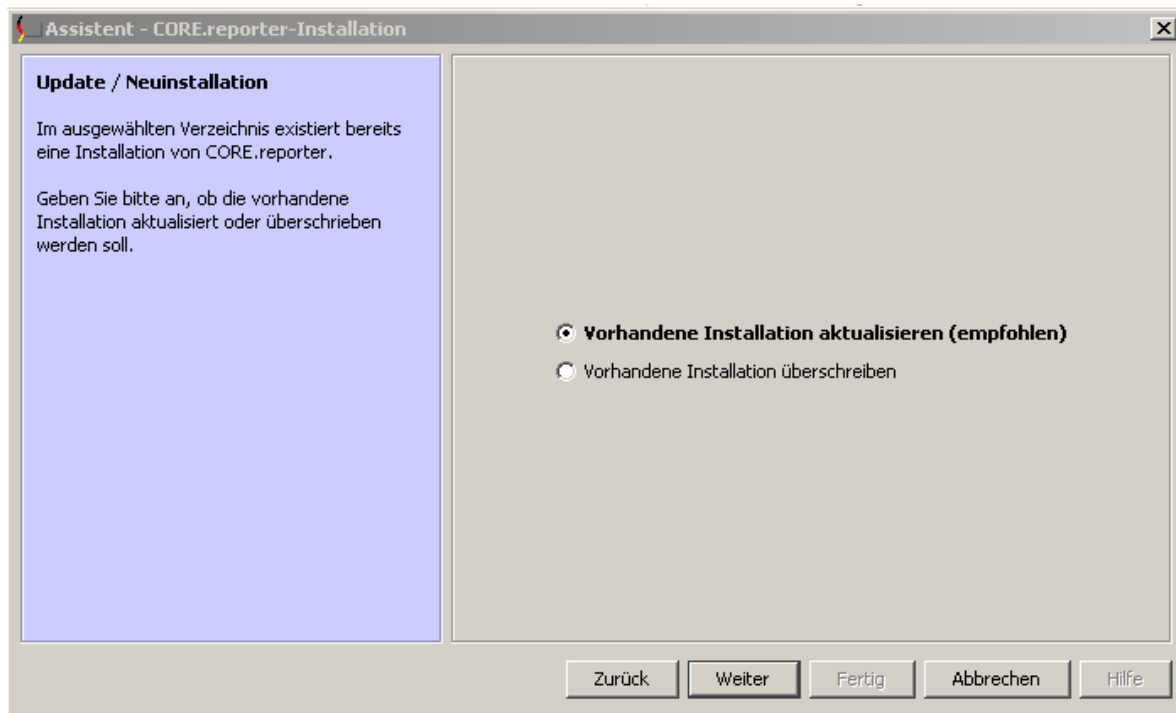 Assistent - CORE.reporter-Installation
Update / Neuinstallation
Im ausgewählten Verzeichnis existiert bereits
eine Installation von CORE.reporter.
Geben Sie bitte an, ob die vorhandene
Installation aktualisiert oder überschrieben
werden soll.
Vorhandene Installation aktualisieren (empfohlen)
Vorhandene Installation überschreiben
Zurück
Weiter
Fertig
Abbrechen
Hilfe